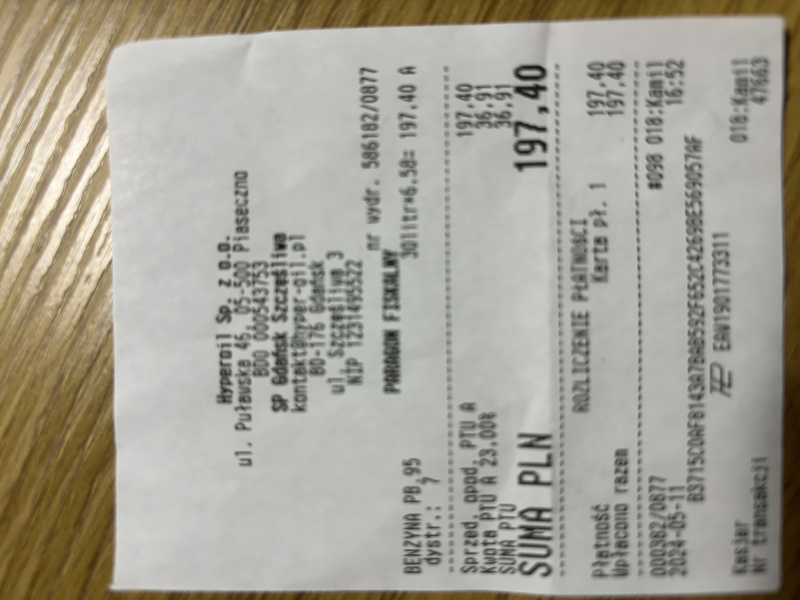 Hyperoil Sp. z o.o.
ul. Puławska 46, 05-500 Piaseczno
BDO 000543753
SP Gdańsk Szczęśliwa
kontakt@hyper-oil.pl
80-176 Gdańsk
ul. Szczęśliwa 3
NIP 1231495522
nr wydr. 586182/0877
PARAGON FISKALNY
BENZYNA PB 95 30litr*6.58= 197,40 A
dystr.: 7
Sprzed. opod. PTU A 197,40
Kwota PTU A 23,00% 36,91
SUMA PTU 36,91
SUMA PLN 197,40
ROZLICZENIE PŁATNOŚCI
Płatność Karta pł. 1 197,40
Wpłacono razem 197,40
000382/0877 #098 018:Kamil
2024-05-11 16:52
EAV1901773311
Kasjer 018:Kamil
Nr transakcji 47663